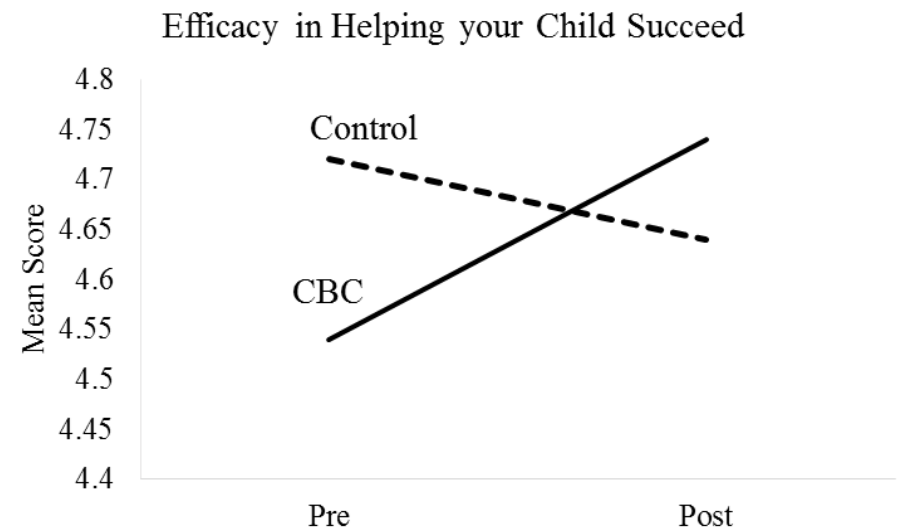 Efficacy in Helping your Child Succeed
4.8
4.75
4.7
4.65
4.6
4.55
4.5
4.45
4.4
Mean Score
Control
CBC
Pre
Post